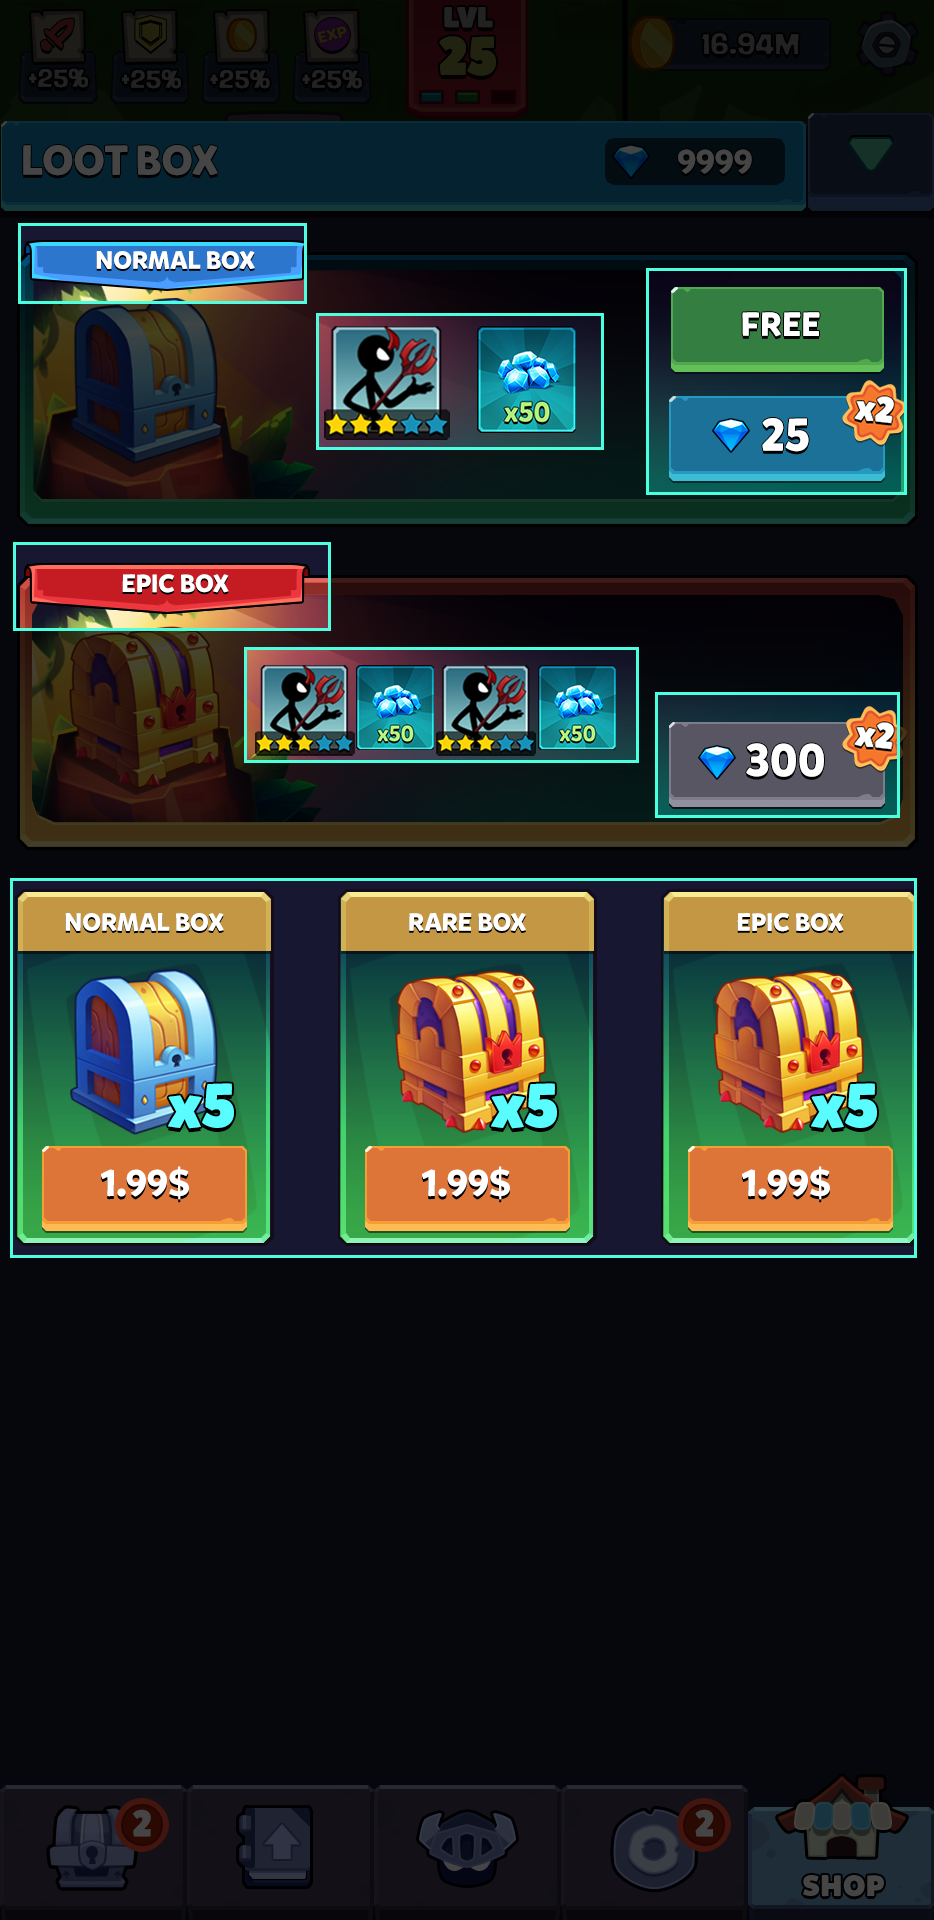 LVL
25
16.94M
EXP
+25% +25% +25% +25%
LOOT BOX
9999
NORMAL BOX
FREE
x50
x2
25
EPIC BOX
x50 x50
x2
300
NORMAL BOX RARE BOX EPIC BOX
x5 x5 x5
1.99$ 1.99$ 1.99$
2 2
SHOP